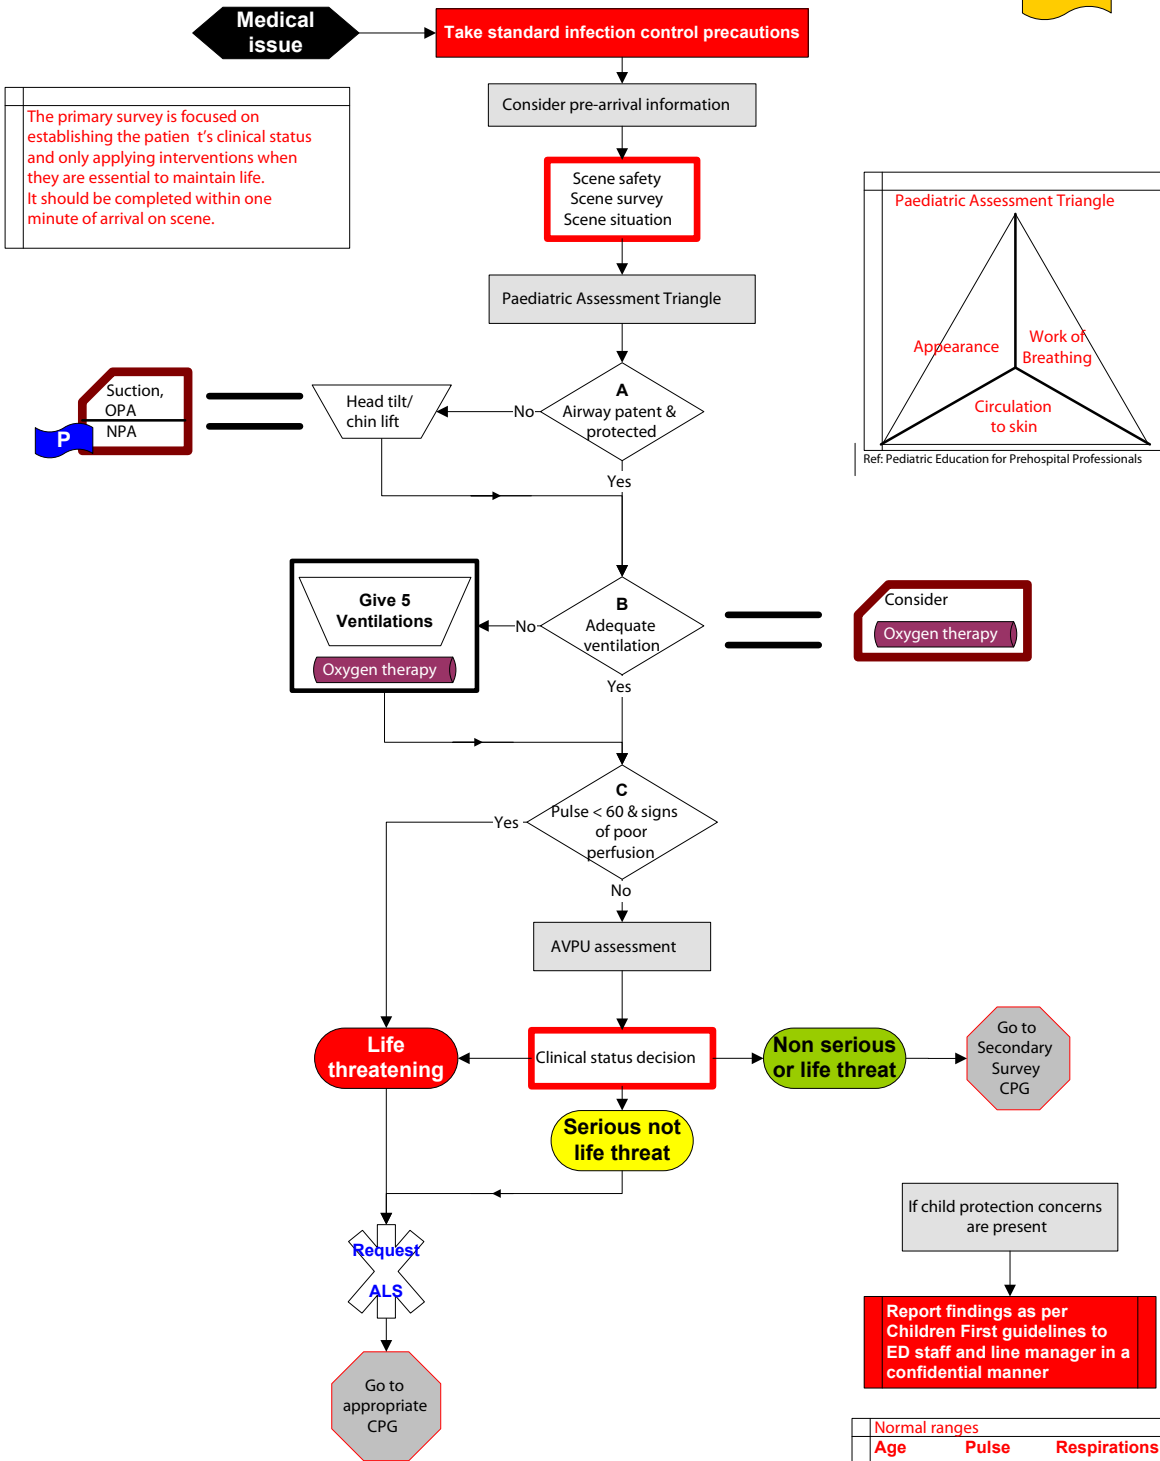 Medical
issue
Take standard infection control precautions
Consider pre-arrival information
The primary survey is focused on
establishing the patien t's clinical status
and only applying interventions when
they are essential to maintain life.
It should be completed within one
minute of arrival on scene.
Scene safety
Scene survey
Scene situation
Paediatric Assessment Triangle
Appearance
Work of
Breathing
Circulation
to skin
Ref: Pediatric Education for Prehospital Professionals
Paediatric Assessment Triangle
Suction,
OPA
NPA
P
Head tilt/
chin lift
No
A
Airway patent &
protected
Yes
Give 5
Ventilations
Oxygen therapy
No
B
Adequate
ventilation
Yes
Consider
Oxygen therapy
C
Pulse < 60 & signs
of poor
perfusion
Yes
No
AVPU assessment
Life
threatening
Clinical status decision
Non serious
or life threat
Go to
Secondary
Survey
CPG
Serious not
life threat
Request
ALS
Go to
appropriate
CPG
If child protection concerns
are present
Report findings as per
Children First guidelines to
ED staff and line manager in a
confidential manner
Normal ranges
Age Pulse Respirations